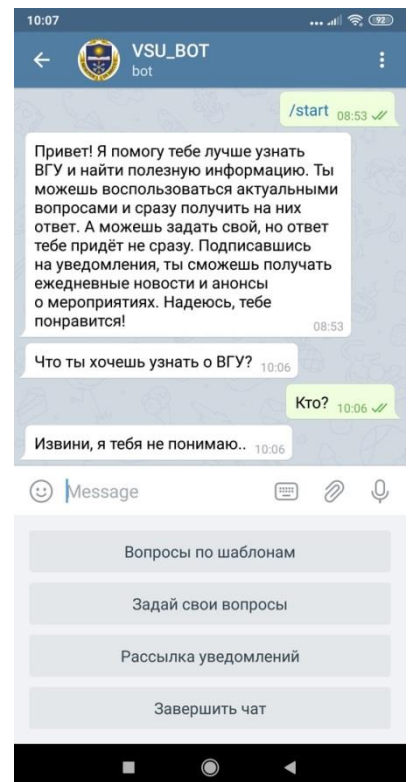 10:07
92
VSU_BOT
bot
/start 08:53
Привет! Я помогу тебе лучше узнать
ВГУ и найти полезную информацию. Ты
можешь воспользоваться актуальными
вопросами и сразу получить на них
ответ. А можешь задать свой, но ответ
тебе придёт не сразу. Подписавшись
на уведомления, ты сможешь получать
ежедневные новости и анонсы
о мероприятиях. Надеюсь, тебе
понравится! 08:53
Что ты хочешь узнать о ВГУ? 10:06
Кто? 10:06
Извини, я тебя не понимаю.. 10:06
Message
Вопросы по шаблонам
Задай свои вопросы
Рассылка уведомлений
Завершить чат